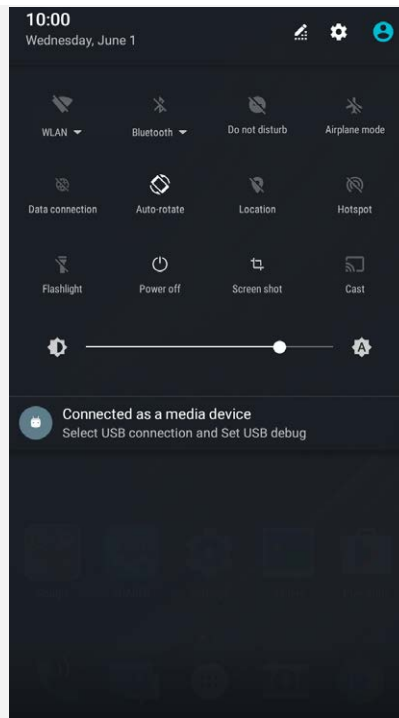 10:00
Wednesday, June 1
WLAN
Bluetooth
Do not disturb
Airplane mode
Data connection
Auto-rotate
Location
Hotspot
Flashlight
Power off
Screen shot
Cast
A
Connected as a media device
Select USB connection and Set USB debug